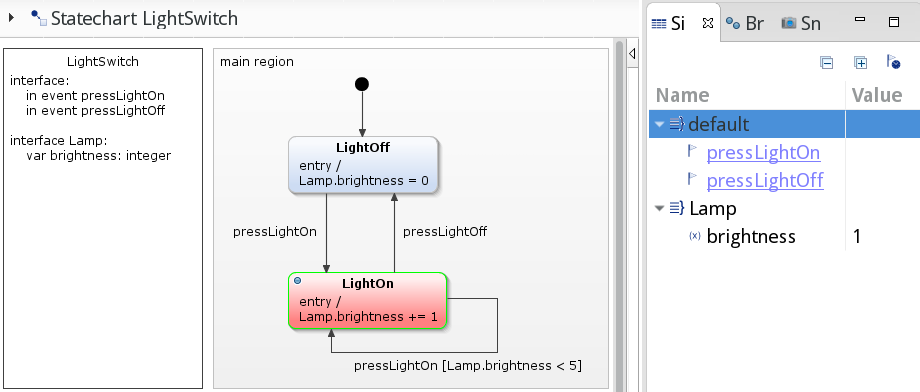 Statechart LightSwitch
LightSwitch
interface:
in event pressLightOn
in event pressLightOff
interface Lamp:
var brightness: integer
main region
LightOff
entry /
Lamp.brightness = 0
pressLightOn
pressLightOff
LightOn
entry /
Lamp.brightness += 1
pressLightOn [Lamp.brightness < 5]
Si Br Sn
Name Value
default
pressLightOn
pressLightOff
Lamp
(x) brightness 1